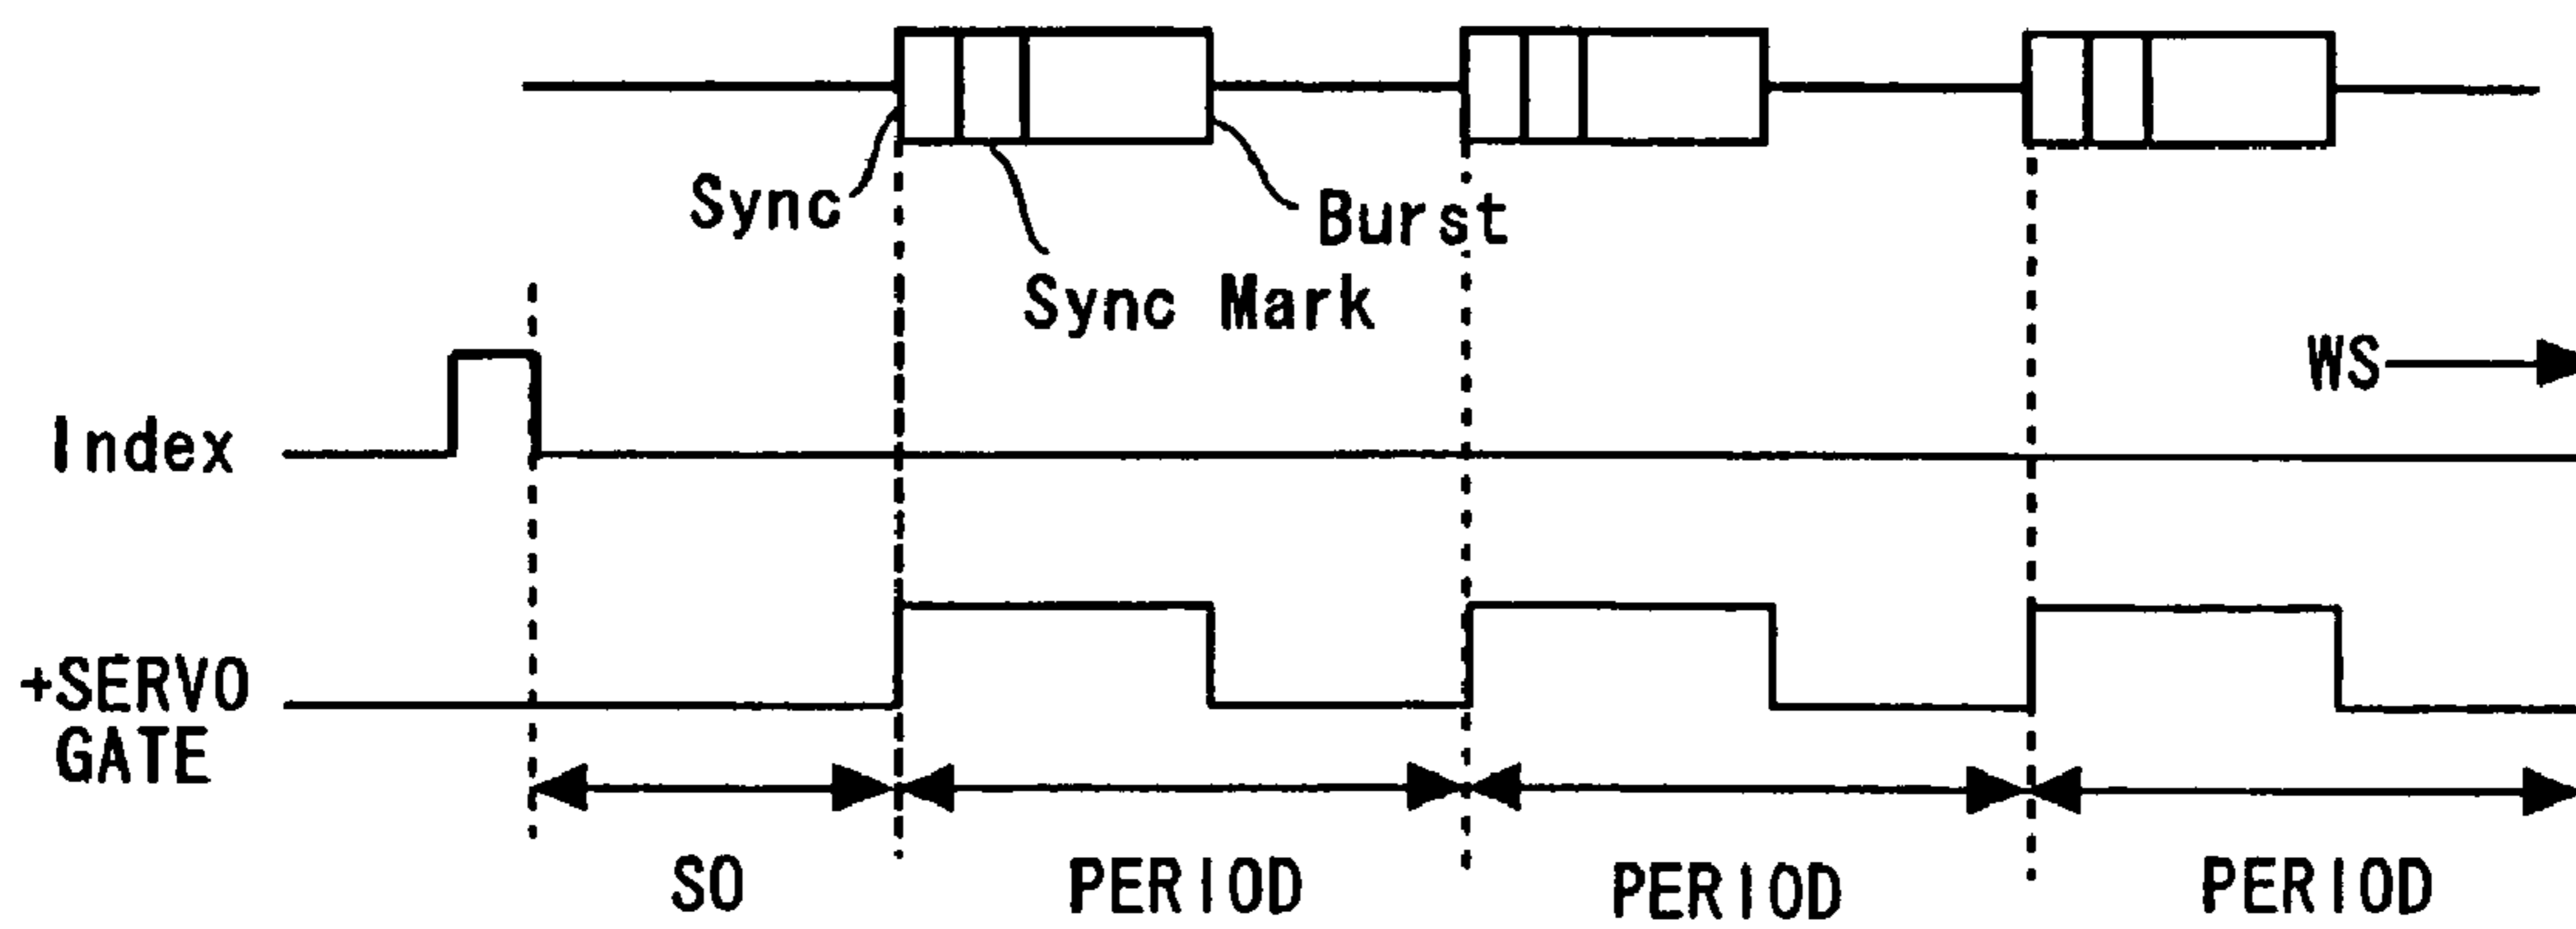 Sync
Burst
Sync Mark
WS
Index
+SERVO
GATE
SO
PERIOD
PERIOD
PERIOD